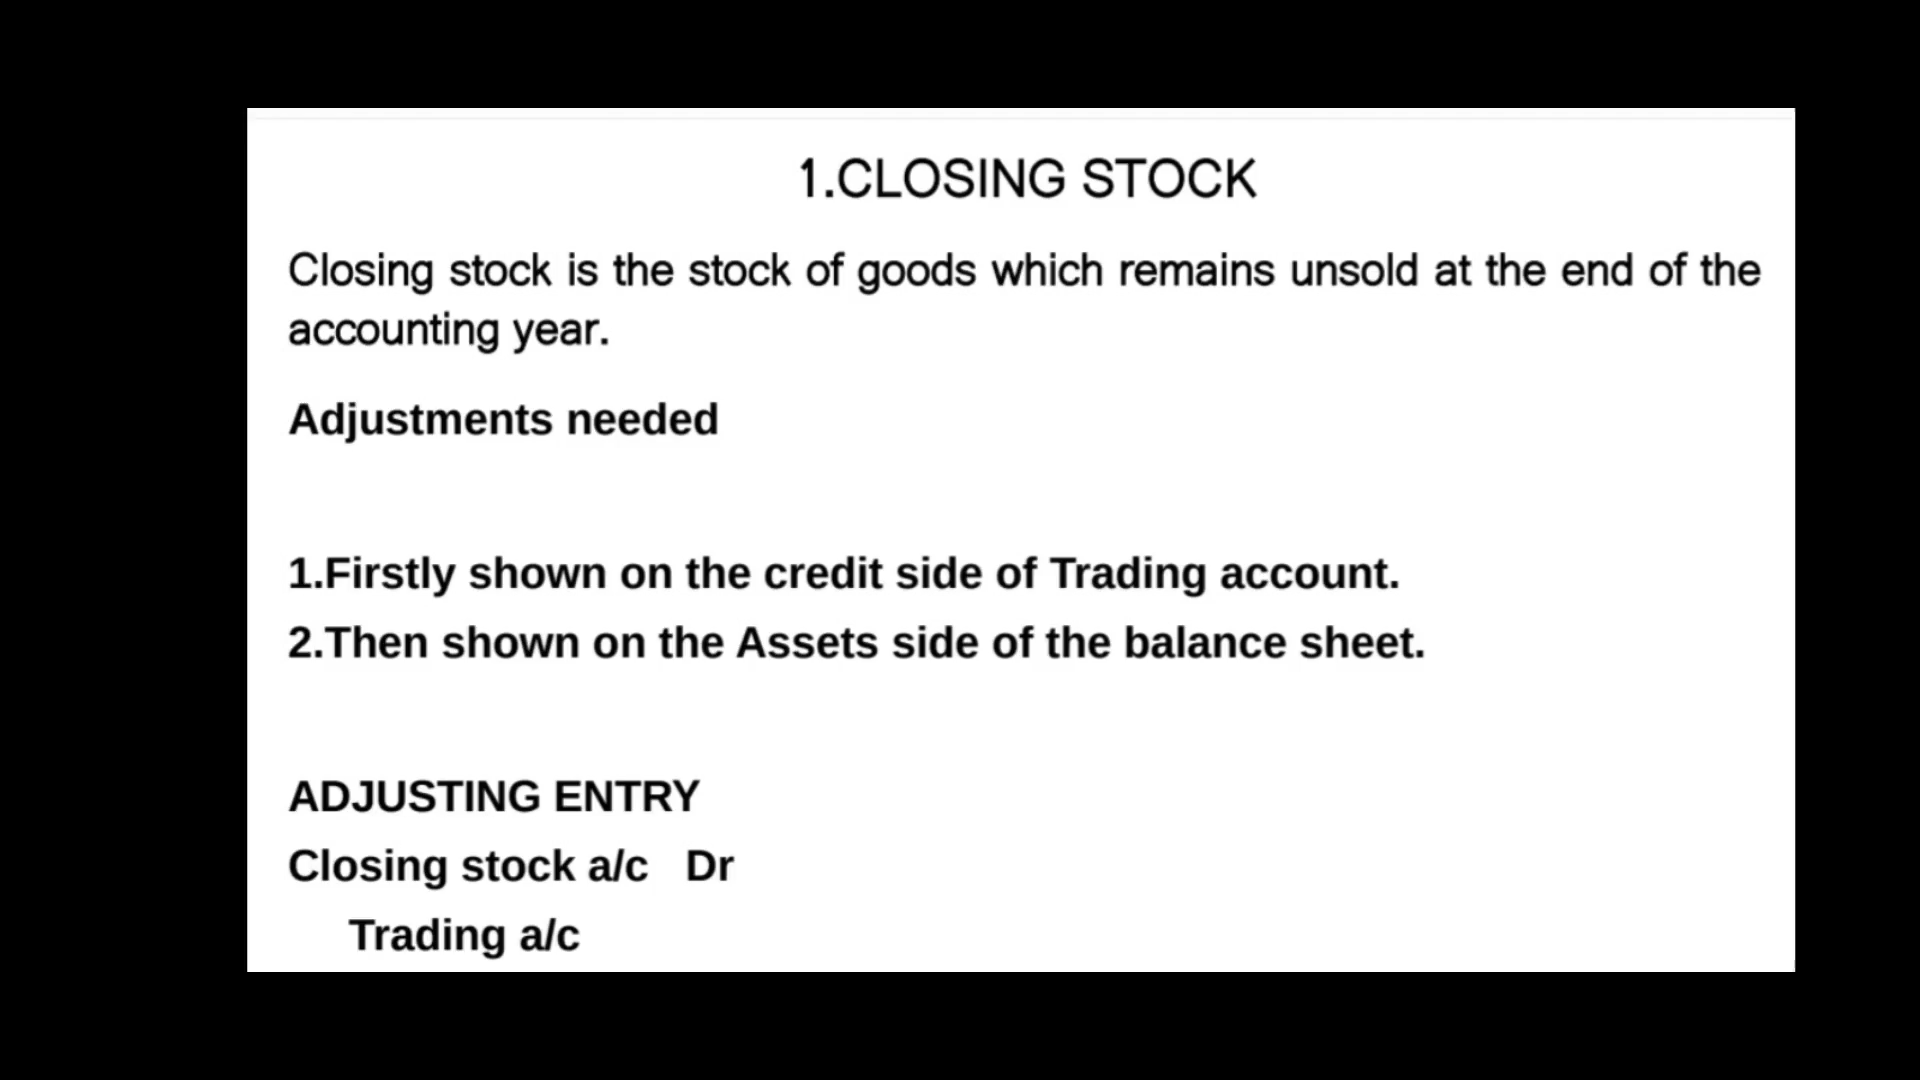 1.CLOSING STOCK
Closing stock is the stock of goods which remains unsold at the end of the
accounting year.
Adjustments needed
1.Firstly shown on the credit side of Trading account.
2.Then shown on the Assets side of the balance sheet.
ADJUSTING ENTRY
Closing stock a/c Dr
Trading a/c